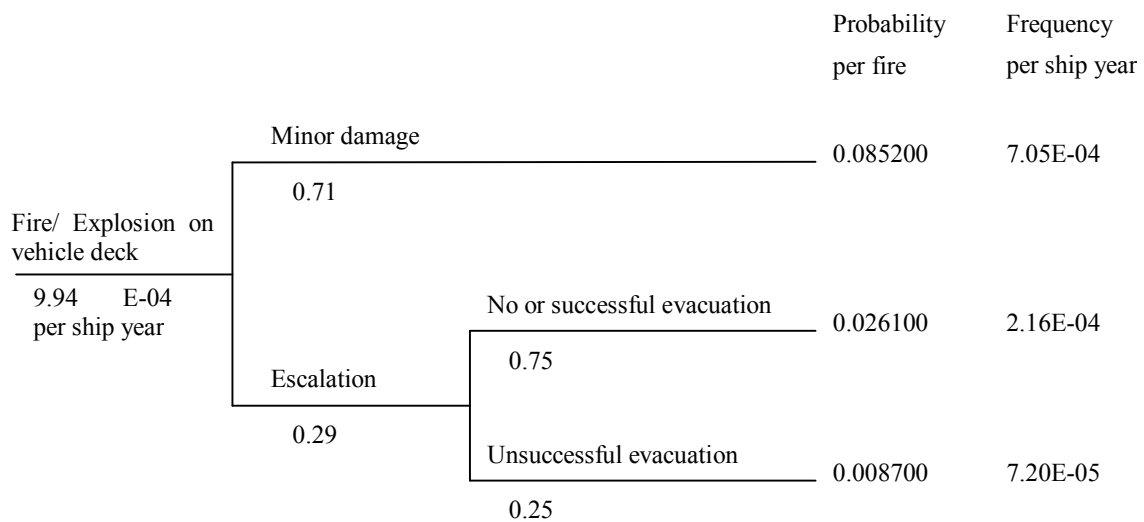 Probability Frequency
per fire per ship year
Minor damage
0.085200 7.05E-04
0.71
Fire/ Explosion on
vehicle deck
9.94 E-04
per ship year
No or successful evacuation
0.026100 2.16E-04
0.75
Escalation
0.29
Unsuccessful evacuation
0.008700 7.20E-05
0.25